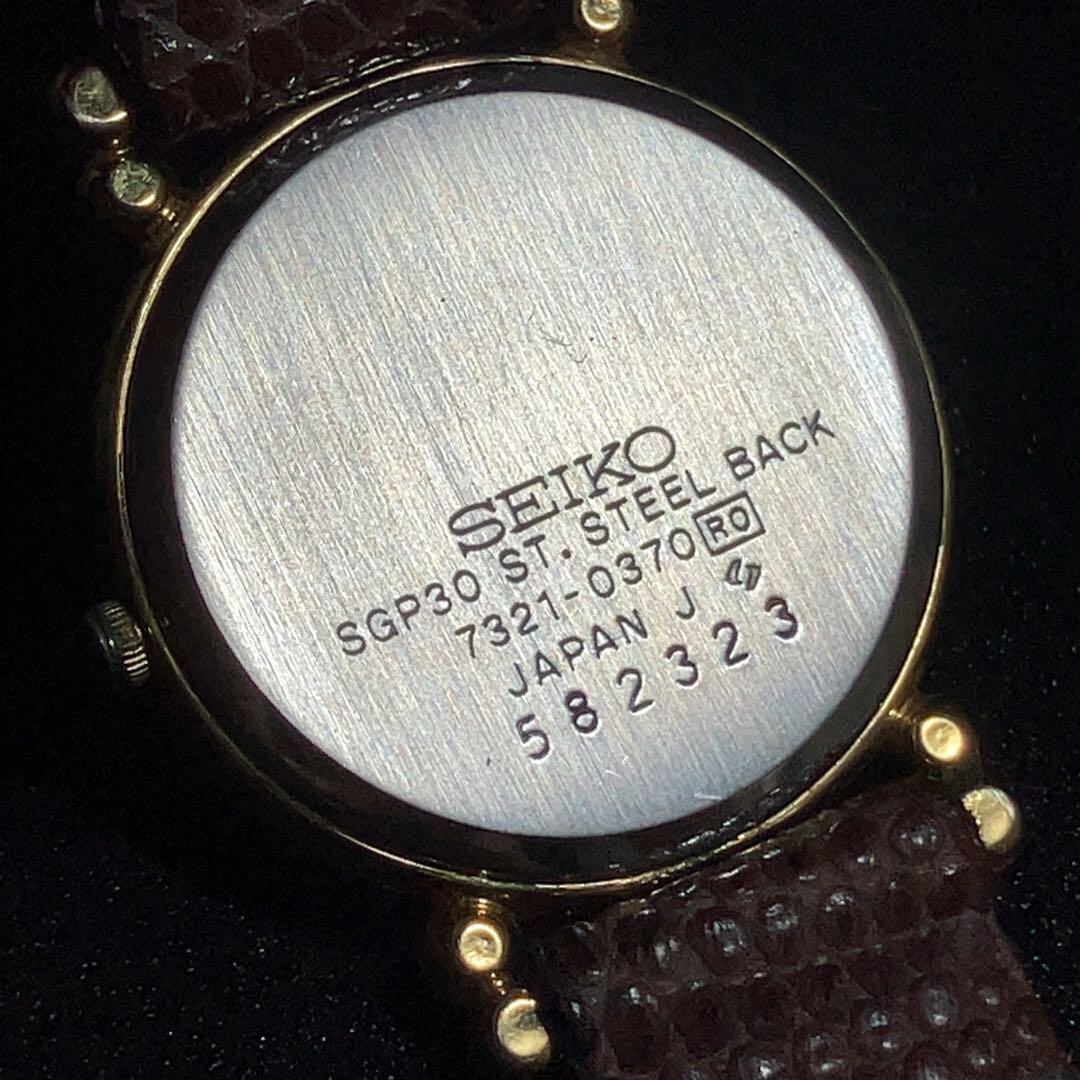 SEIKO
SGP30 ST. STEEL BACK
7321-0370 RO
JAPAN J
582323